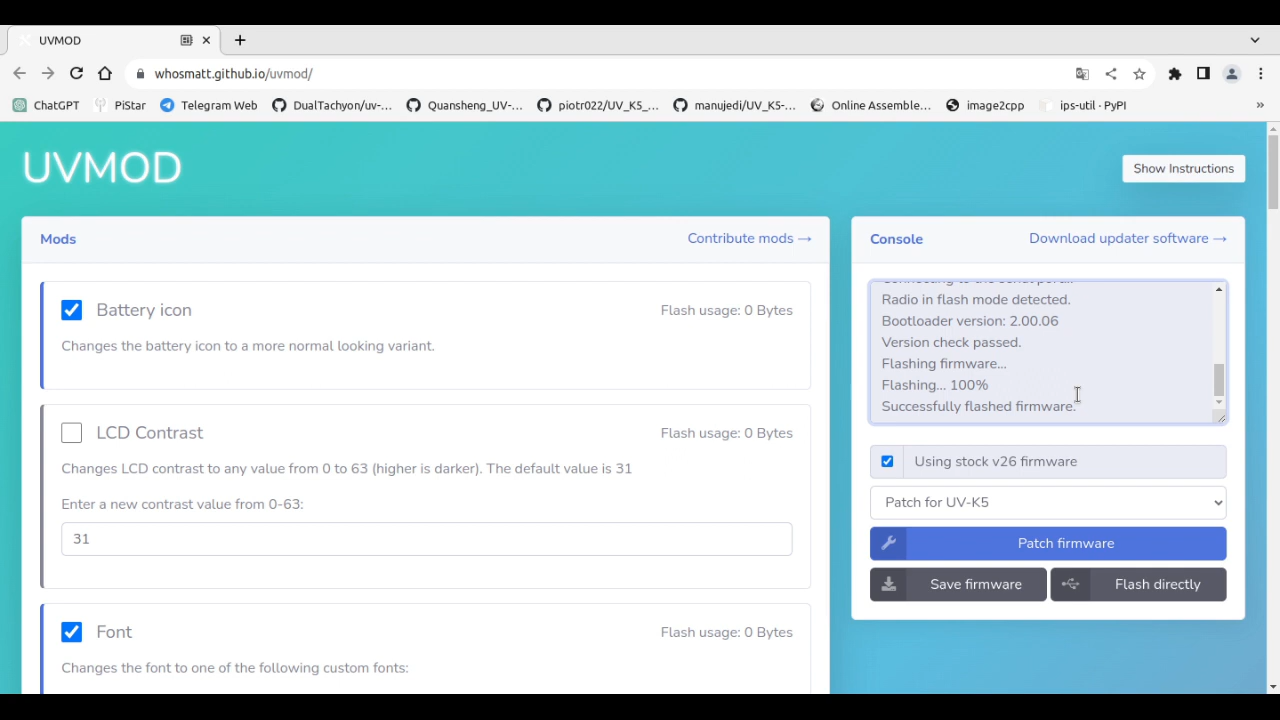 UVMOD
whosmatt.github.io/uvmod/
ChatGPT
PiStar
Telegram Web
DualTachyon/uv-...
Quansheng_UV-...
piotr022/UV_K5_...
manujedi/UV_K5-...
Online Assemble...
image2cpp
ips-util · PyPI
»
UVMOD
Show Instructions
Mods
Contribute mods →
Battery icon
Flash usage: 0 Bytes
Changes the battery icon to a more normal looking variant.
LCD Contrast
Flash usage: 0 Bytes
Changes LCD contrast to any value from 0 to 63 (higher is darker). The default value is 31
Enter a new contrast value from 0-63:
31
Font
Flash usage: 0 Bytes
Changes the font to one of the following custom fonts:
Console
Download updater software →
Connecting to the serial port...
Radio in flash mode detected.
Bootloader version: 2.00.06
Version check passed.
Flashing firmware...
Flashing... 100%
Successfully flashed firmware.
Using stock v26 firmware
Patch for UV-K5
Patch firmware
Save firmware
Flash directly